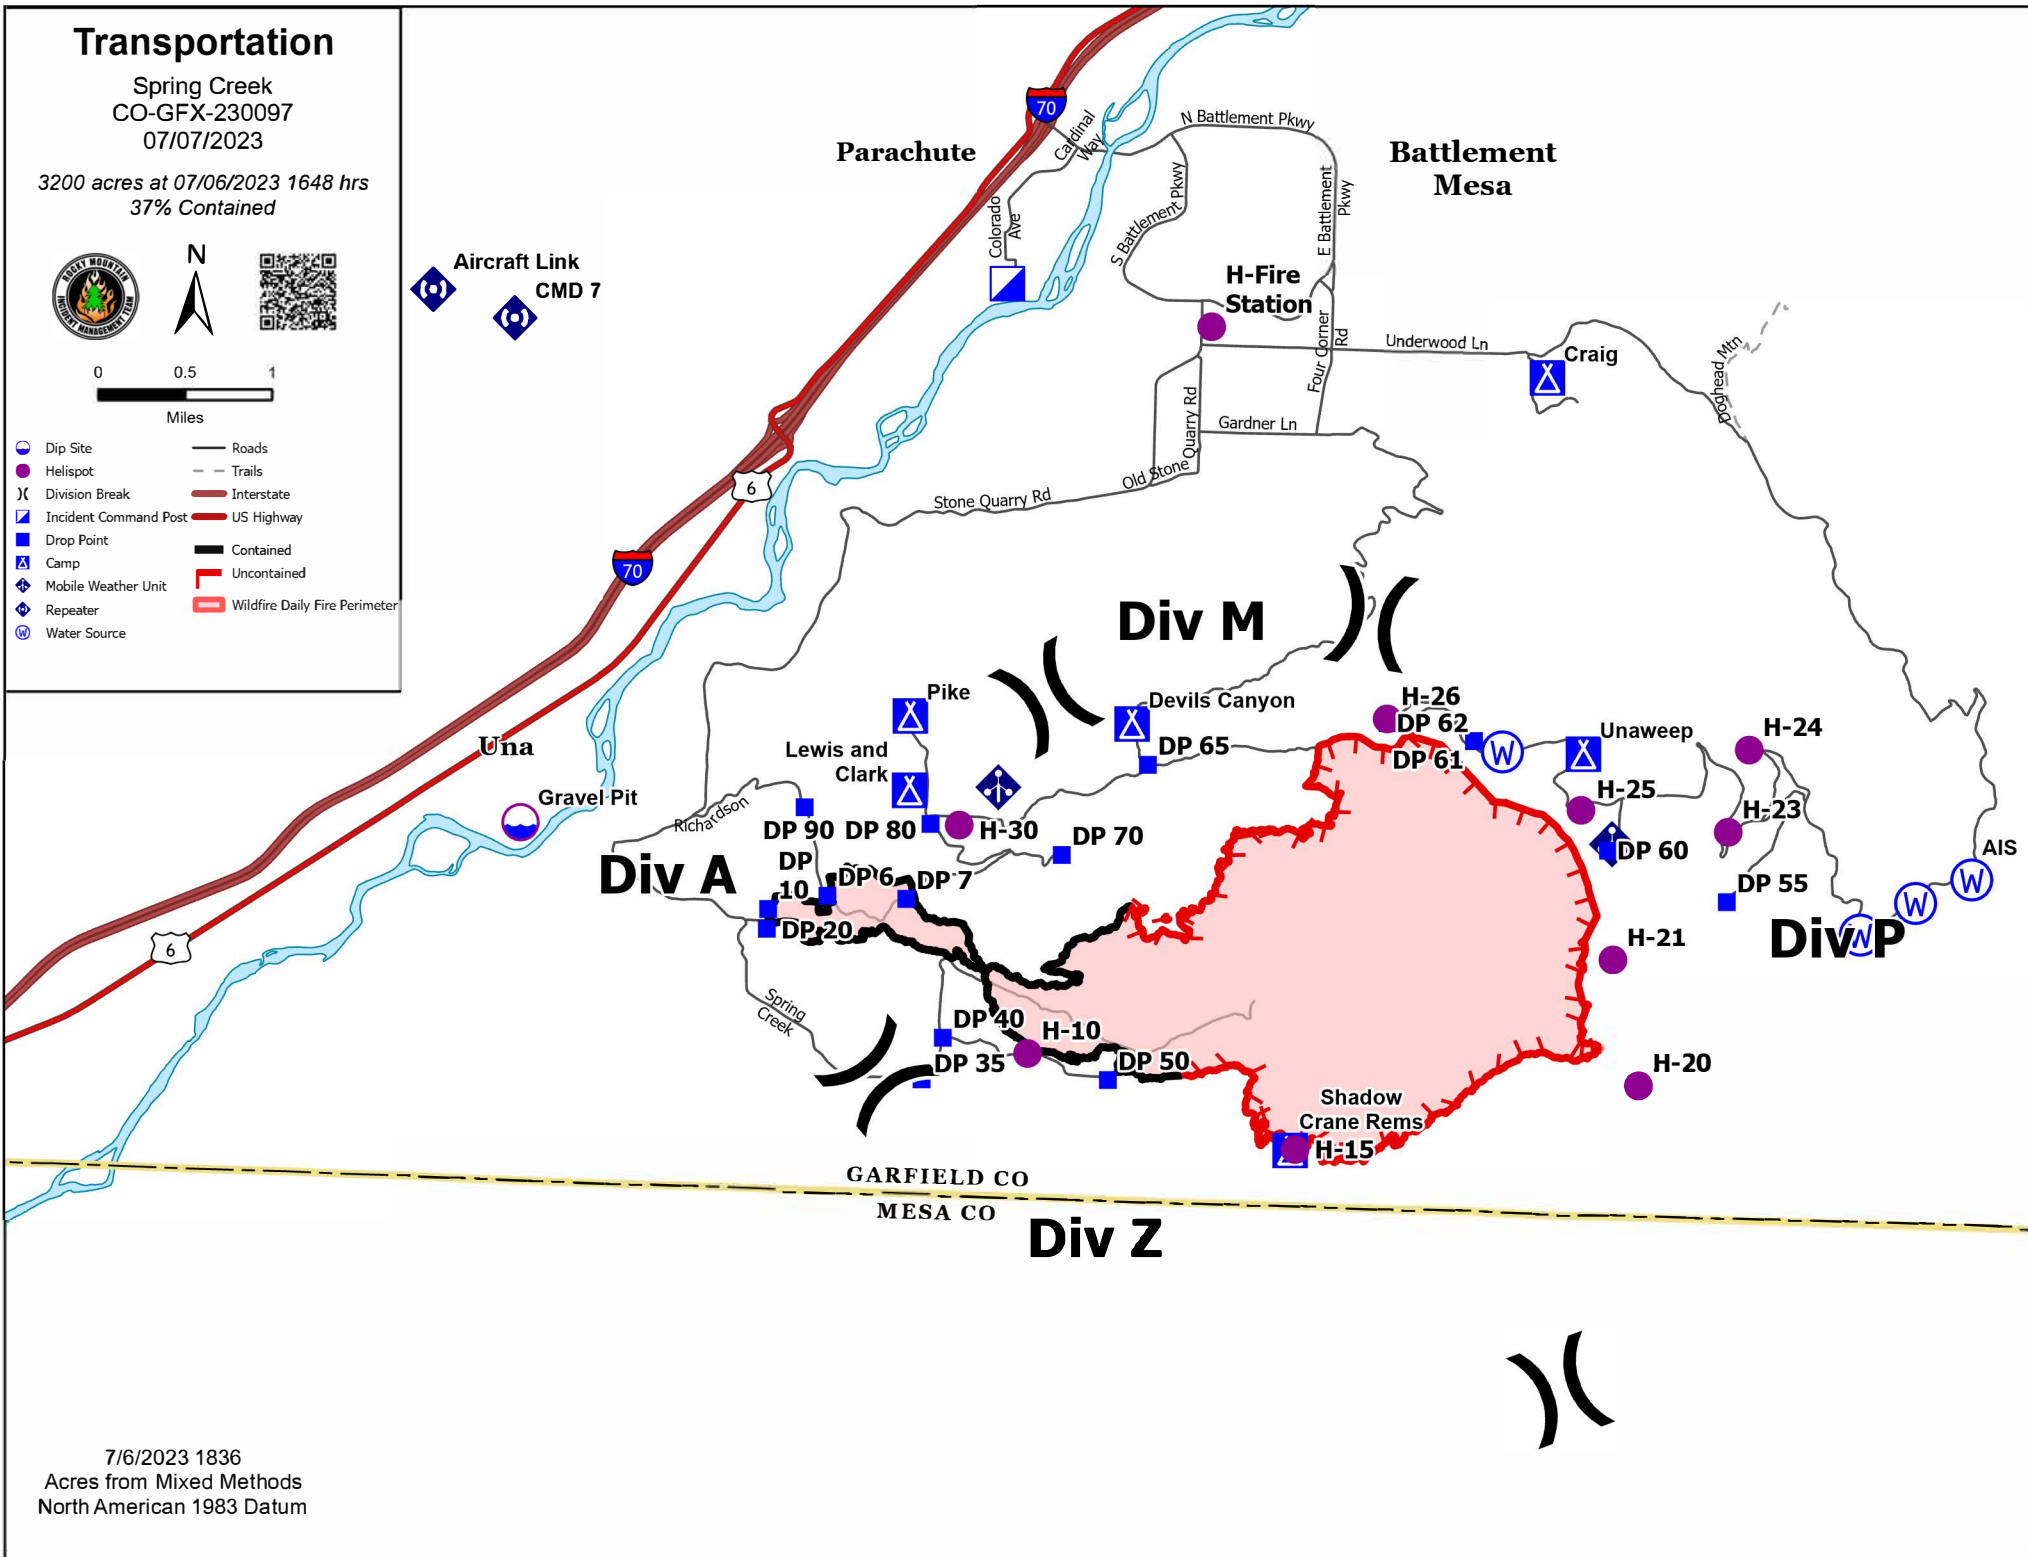 Transportation
Spring Creek
CO-GFX-230097
07/07/2023
3200 acres at 07/06/2023 1648 hrs
37% Contained
ROCKY MOUNTAIN
INCIDENT MANAGEMENT TEAM
N
0 0.5 1
Miles
Dip Site
Helispot
Division Break
Incident Command Post
Drop Point
Camp
Mobile Weather Unit
Repeater
W Water Source
Roads
Trails
Interstate
US Highway
Contained
Uncontained
Wildfire Daily Fire Perimeter
Aircraft Link
CMD 7
Parachute
70
Cardinal
Way
Colorado
Ave
N Battlement Pkwy
S Battlement Pkwy
E Battlement
Pkwy
Battlement
Mesa
H-Fire
Station
Four Corner
Rd
Underwood Ln
Craig
Doghead Mtn
Quarry Rd
Gardner Ln
Old Stone
Stone Quarry Rd
6
70
Div M
Pike
Devils Canyon
H-26
DP 62
DP 61
W
Unaweep
H-24
Una
Lewis and
Clark
DP 65
Gravel Pit
Richardson
DP 90
DP 80
H-30
DP 70
H-25
H-23
DP 60
AIS
W
W
W
Div A
DP
10
DP 6
DP 7
DP 55
DP 20
Div P
H-21
6
Spring
Creek
DP 40
H-10
DP 35
DP 50
H-20
Shadow
Crane Rems
H-15
GARFIELD CO
MESA CO
Div Z
7/6/2023 1836
Acres from Mixed Methods
North American 1983 Datum